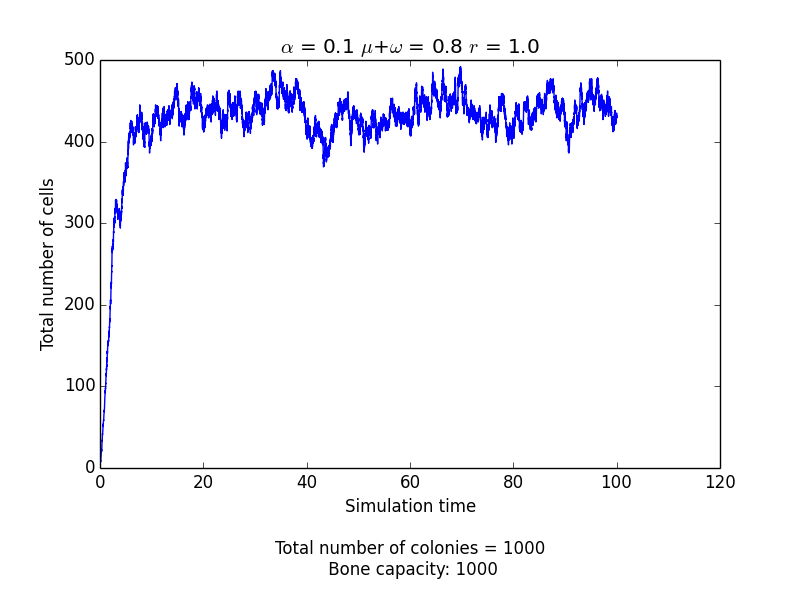 α = 0.1 μ+ω = 0.8 r = 1.0
500
400
300
200
100
0
Total number of cells
0 20 40 60 80 100 120
Simulation time
Total number of colonies = 1000
Bone capacity: 1000